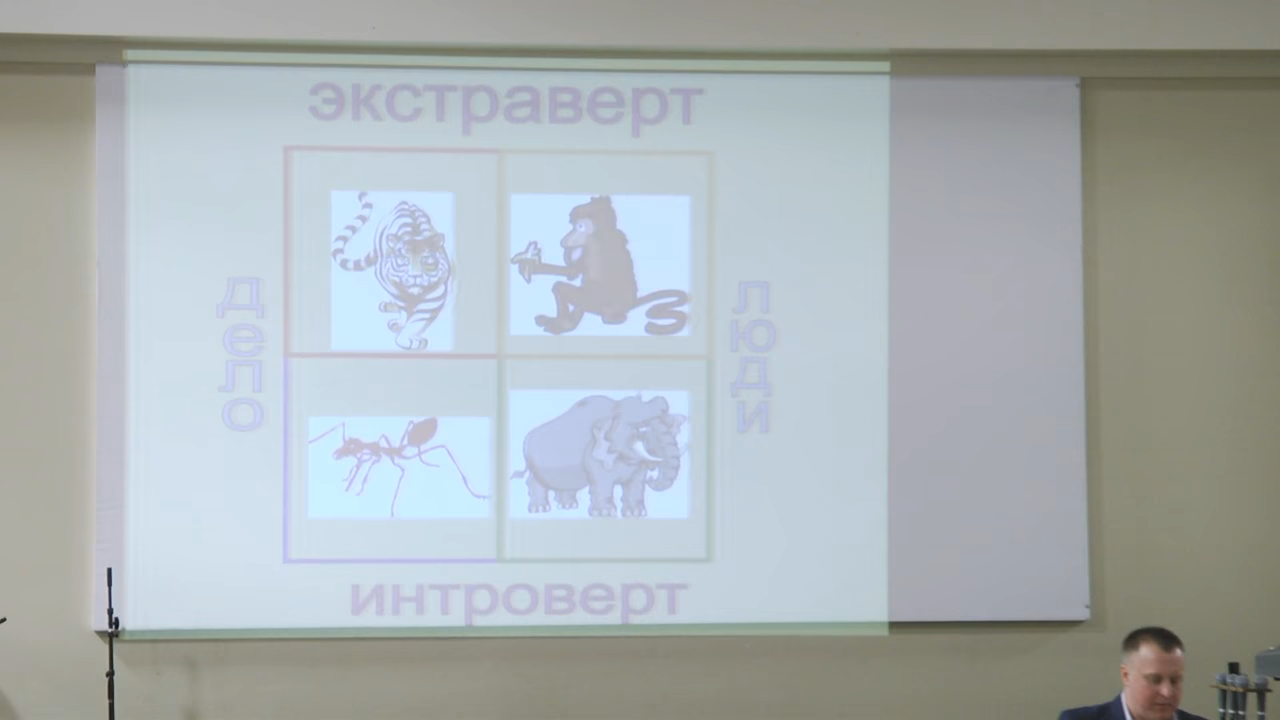 экстраверт
дело
люди
интроверт